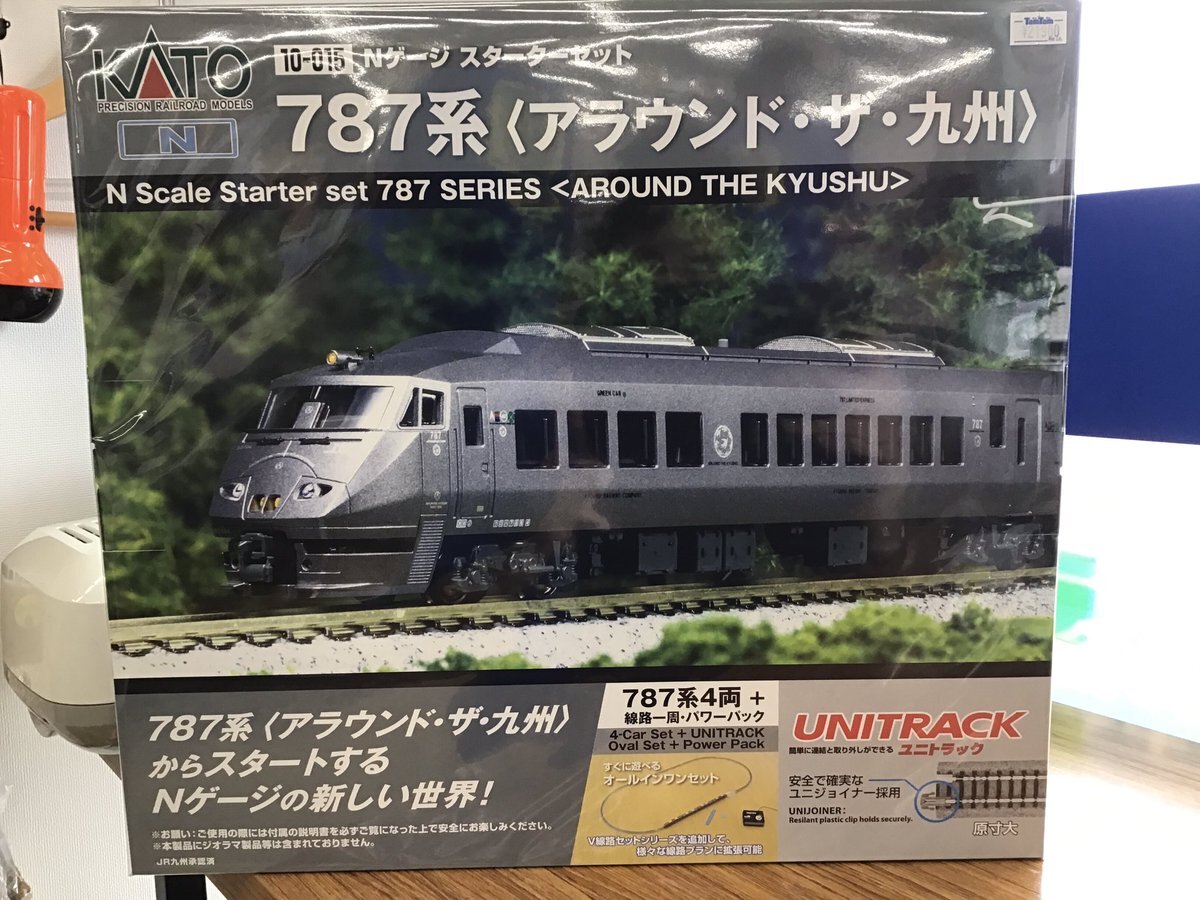 KATO
PRECISION RAILROAD MODELS
N
10-015 Nゲージ スターターセット
787系〈アラウンド・ザ・九州〉
N Scale Starter set 787 SERIES <AROUND THE KYUSHU>
TamTam
GREEN CAR
787
787
787系〈アラウンド・ザ・九州〉
からスタートする
Nゲージの新しい世界!
※お願い:ご使用の際には付属の説明書を必ずご覧になった上で安全にお楽しみください。
※本製品にジオラマ製品等は含まれておりません。
JR九州承認済
787系4両 +
線路一周・パワーパック
4-Car Set + UNITRACK
Oval Set + Power Pack
すぐに遊べる
オールインワンセット
V線路セットシリーズを追加して、
様々な線路プランに拡張可能
UNITRACK
簡単に連結と取り外しができる ユニトラック
安全で確実な
ユニジョイナー採用
UNIJOINER:
Resilant plastic clip holds securely.
原寸大